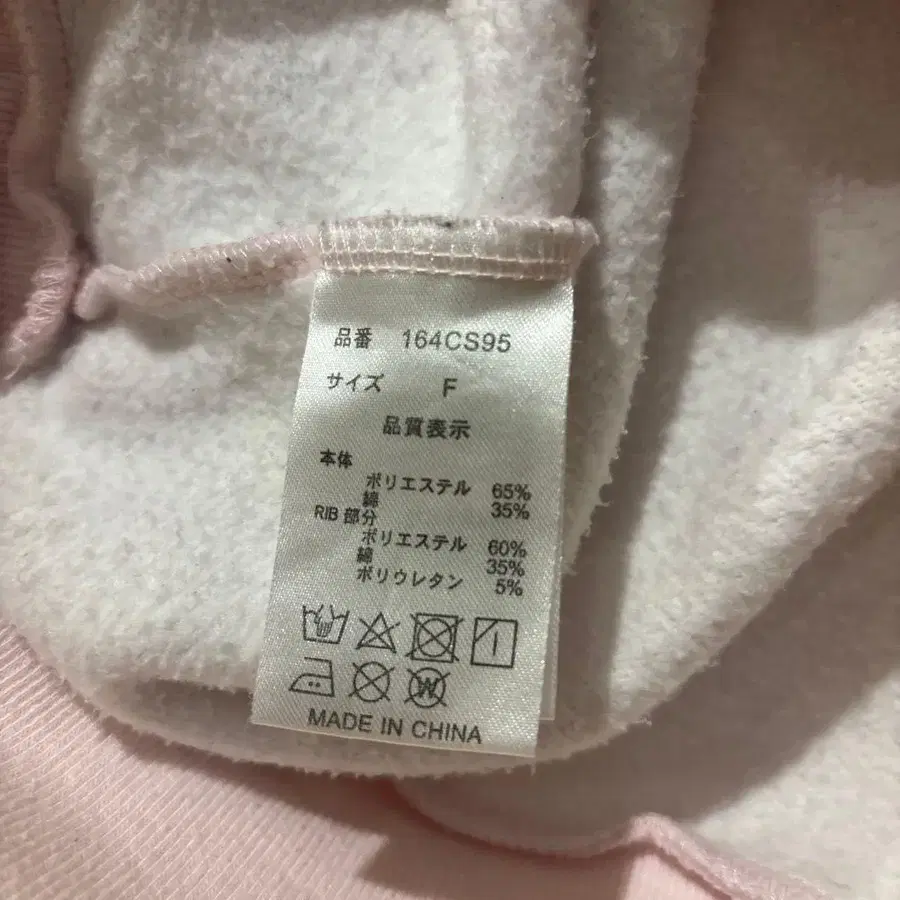 品番 164CS95
サイズ F
品質表示
本体
ポリエステル 65%
綿 35%
RIB 部分
ポリエステル 60%
綿 35%
ポリウレタン 5%
W
MADE IN CHINA